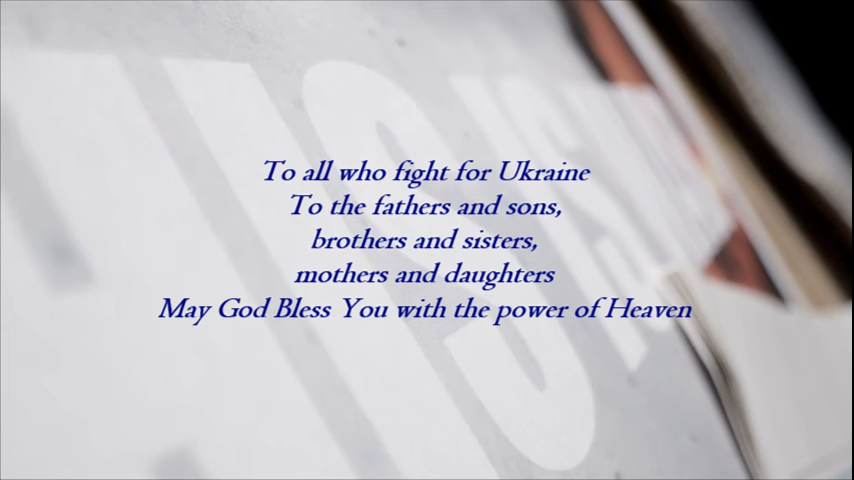 To all who fight for Ukraine
To the fathers and sons,
brothers and sisters,
mothers and daughters
May God Bless You with the power of Heaven